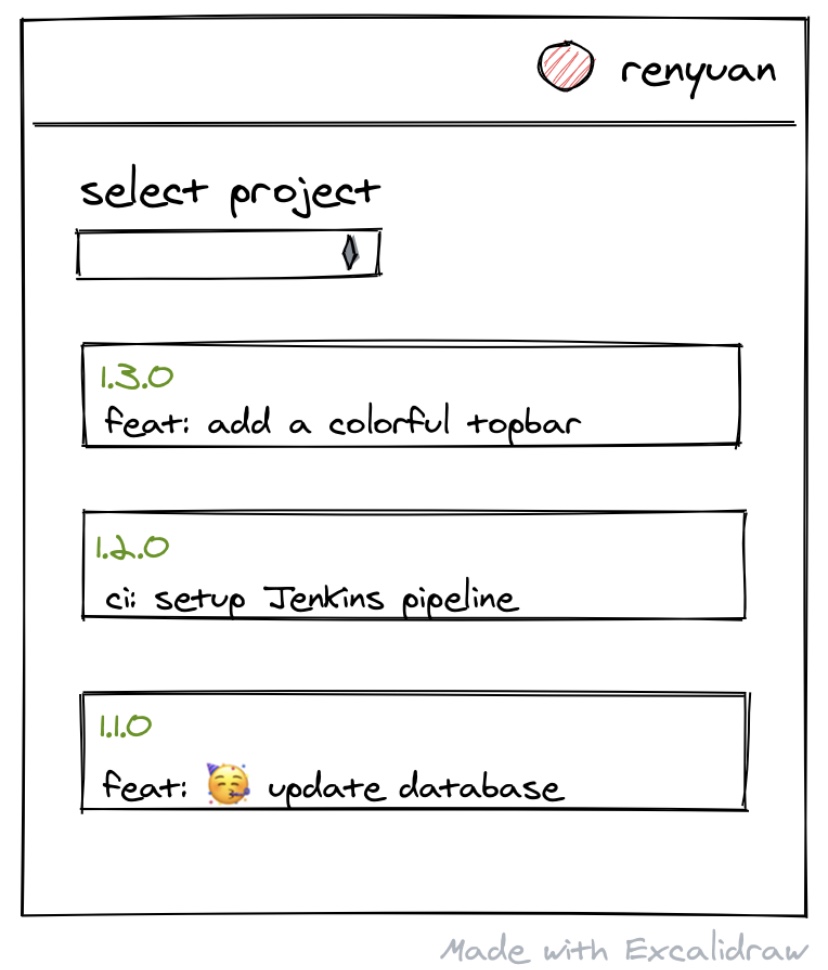 renyuan
select project
1.3.0
feat: add a colorful topbar
1.2.0
ci: setup Jenkins pipeline
1.1.0
feat: 🥳 update database
Made with Excalidraw